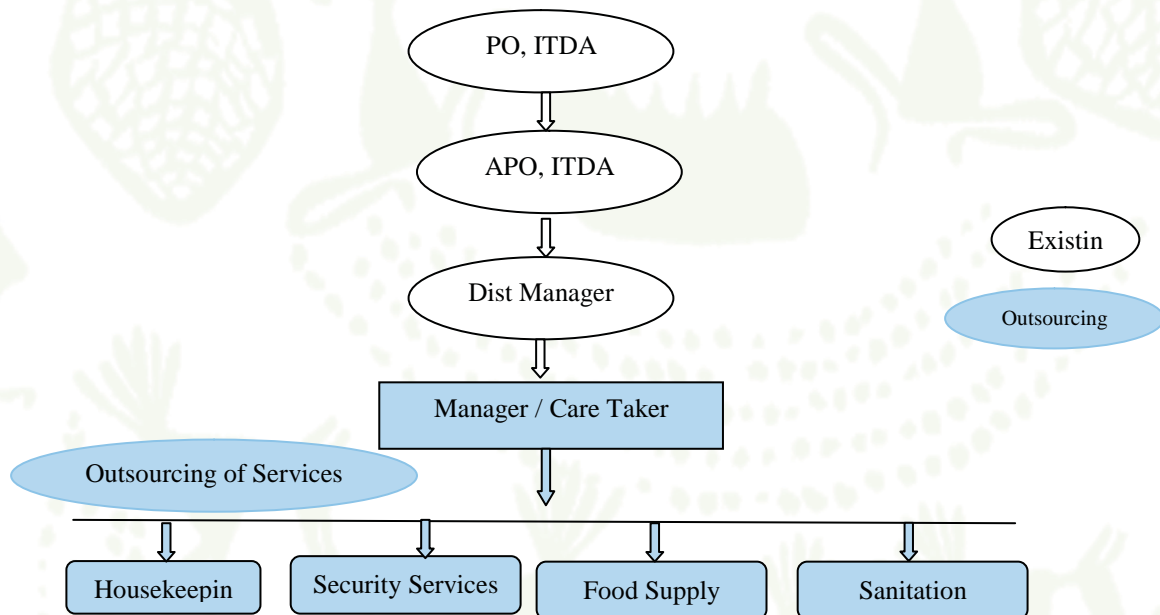 PO, ITDA
APO, ITDA
Existin
Dist Manager
Outsourcing
Manager / Care Taker
Outsourcing of Services
Housekeepin
Security Services
Food Supply
Sanitation